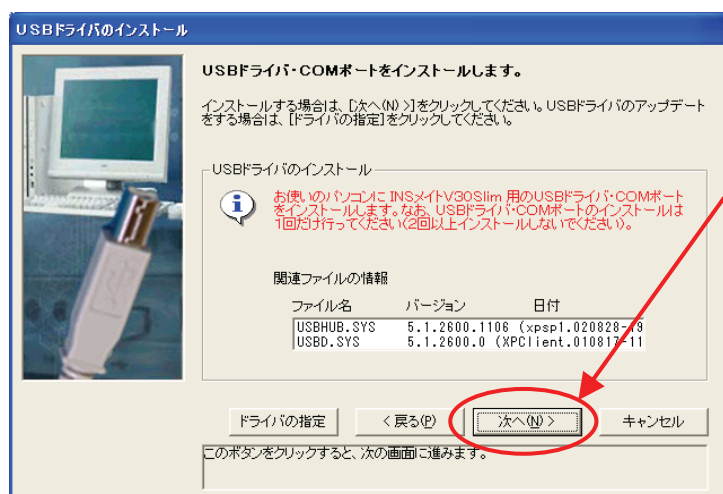 USBドライバのインストール
USBドライバ・COMポートをインストールします。
インストールする場合は、[次へ(N) >]をクリックしてください。USBドライバのアップデート
をする場合は、[ドライバの指定]をクリックしてください。
USBドライバのインストール
お使いのパソコンに INSメイトV30Slim 用のUSBドライバ・COMポート
をインストールします。なお、USBドライバ・COMポートのインストールは
1回だけ行ってください(2回以上インストールしないでください)。
関連ファイルの情報
ファイル名 バージョン 日付
USBHUB.SYS 5.1.2600.1106 (xpsp1.020828-19
USBD.SYS 5.1.2600.0 (XPClient.010817-11
ドライバの指定 < 戻る(P) 次へ(N) > キャンセル
このボタンをクリックすると、次の画面に進みます。